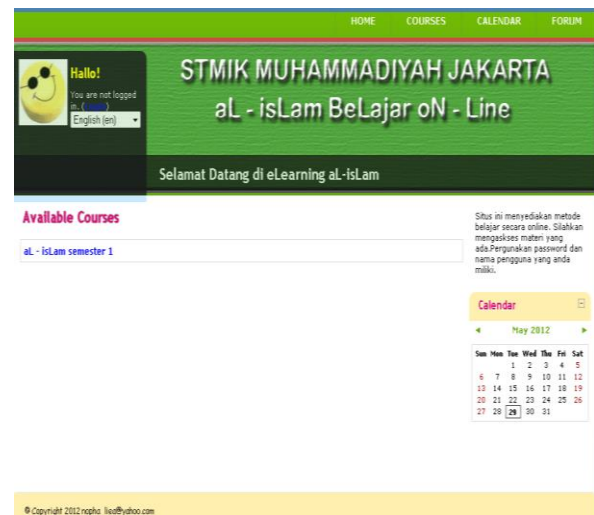 HOME COURSES CALENDAR FORUM
Hallo!
You are not logged
in. (Login)
English (en)
STMIK MUHAMMADIYAH JAKARTA
aL - isLam BeLajar oN - Line
Selamat Datang di eLearning aL-isLam
Available Courses
aL - isLam semester 1
Situs ini menyediakan metode
belajar secara online. Silahkan
mengaskses materi yang
ada.Pergunakan password dan
nama pengguna yang anda
miliki.
Calendar
May 2012
Sun Mon Tue Wed Thu Fri Sat
1 2 3 4 5
6 7 8 9 10 11 12
13 14 15 16 17 18 19
20 21 22 23 24 25 26
27 28 29 30 31
© Copyright 2012 nopha_lied@yahoo.com